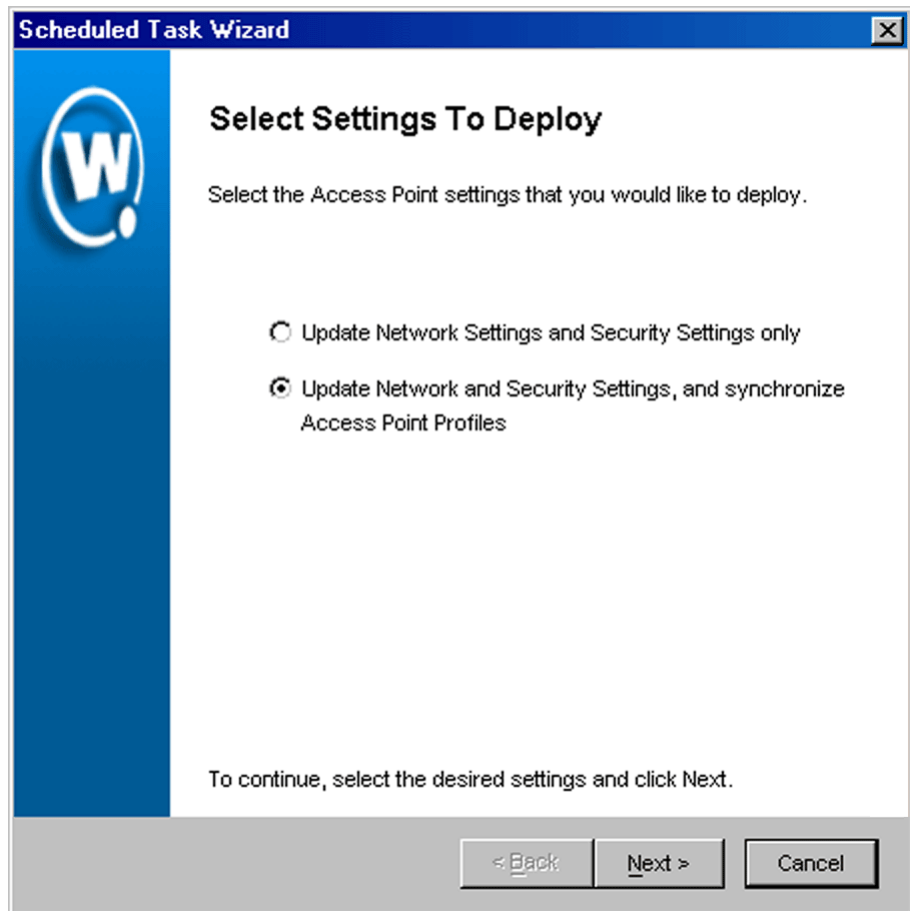 Scheduled Task Wizard
W
Select Settings To Deploy
Select the Access Point settings that you would like to deploy.
Update Network Settings and Security Settings only
Update Network and Security Settings, and synchronize
Access Point Profiles
To continue, select the desired settings and click Next.
< Back
Next >
Cancel